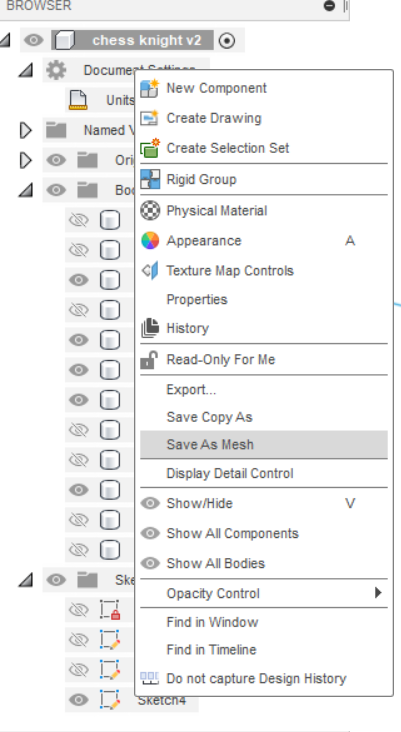 BROWSER
chess knight v2
Document Settings
Units
Named V
Ori
Boo
Ske
Sketch4
New Component
Create Drawing
Create Selection Set
Rigid Group
Physical Material
Appearance A
Texture Map Controls
Properties
History
Read-Only For Me
Export...
Save Copy As
Save As Mesh
Display Detail Control
Show/Hide V
Show All Components
Show All Bodies
Opacity Control
Find in Window
Find in Timeline
Do not capture Design History